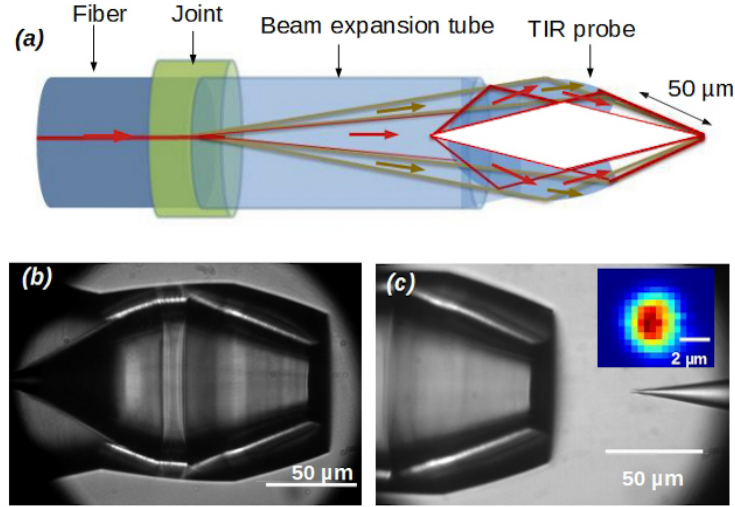 Fiber Joint Beam expansion tube TIR probe
(a)
50 µm
(b)
50 µm
(c)
2 µm
50 µm